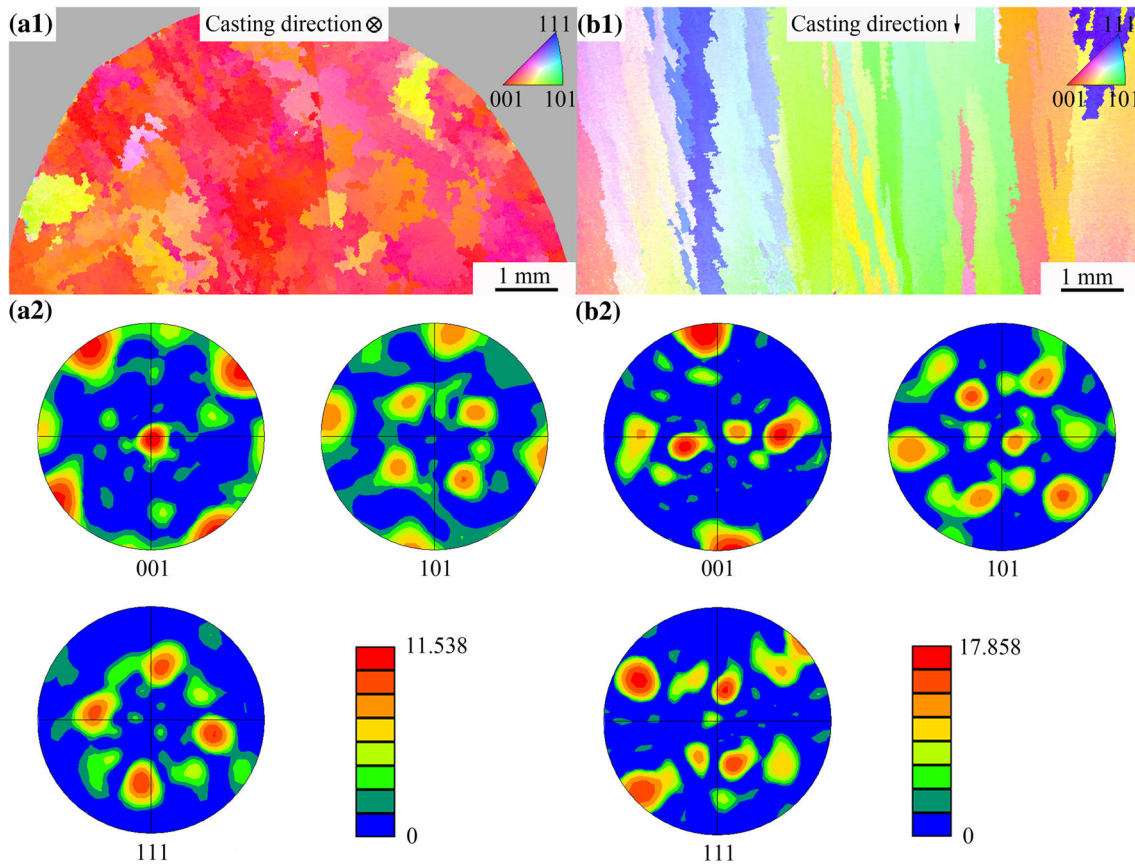 (a1) Casting direction ⊗ 111
001 101
1 mm
(b1) Casting direction ↓ 111
001 101
1 mm
(a2)
001
101
111
11.538
0
(b2)
001
101
111
17.858
0